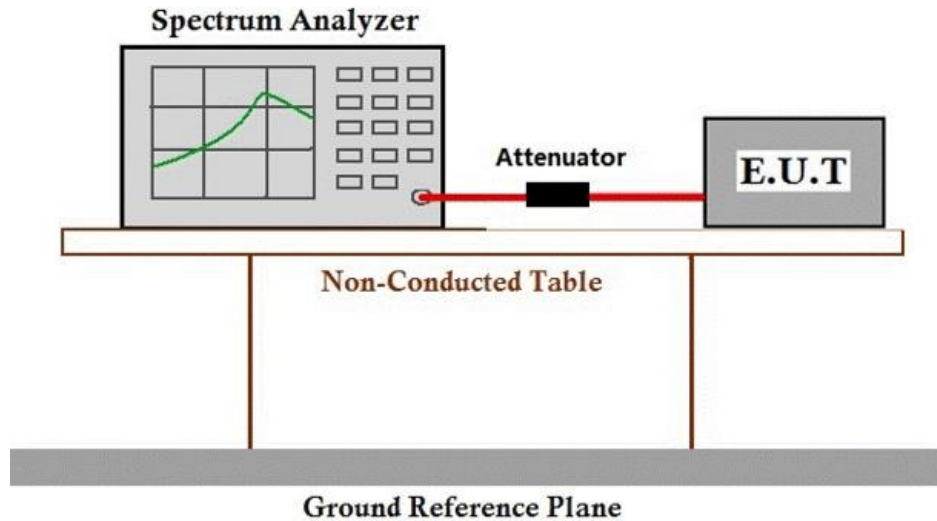 Spectrum Analyzer
Attenuator
E.U.T
Non-Conducted Table
Ground Reference Plane